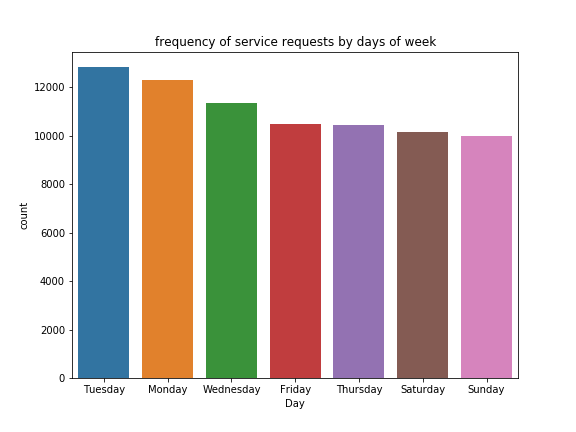 frequency of service requests by days of week
12000
10000
8000
6000
4000
2000
0
count
Tuesday Monday Wednesday Friday Thursday Saturday Sunday
Day